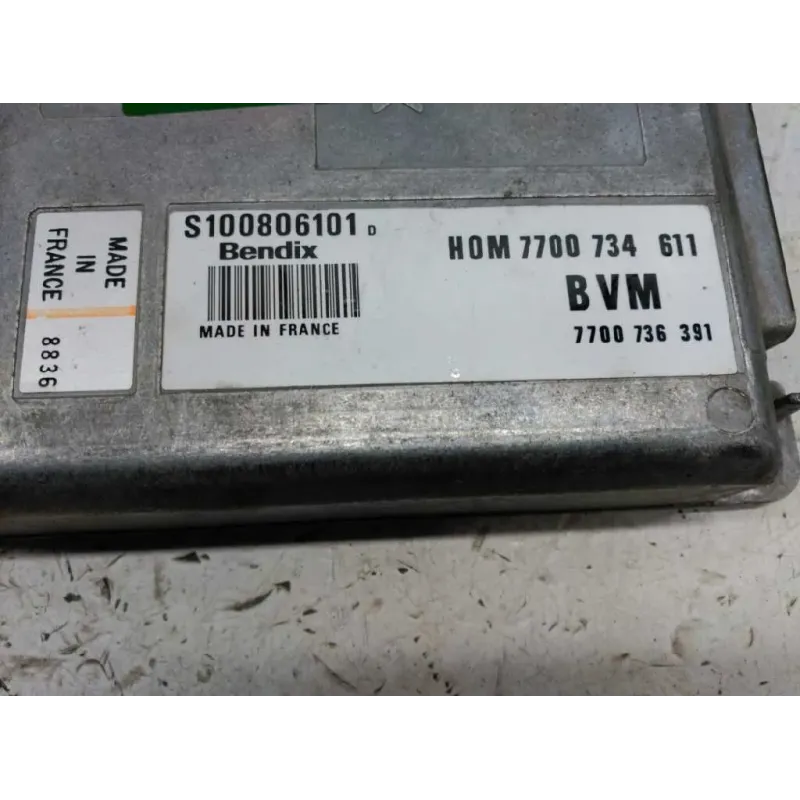 MADE
IN
FRANCE 8836
S100806101 D
Bendix
MADE IN FRANCE
HOM 7700 734 611
BVM
7700 736 391